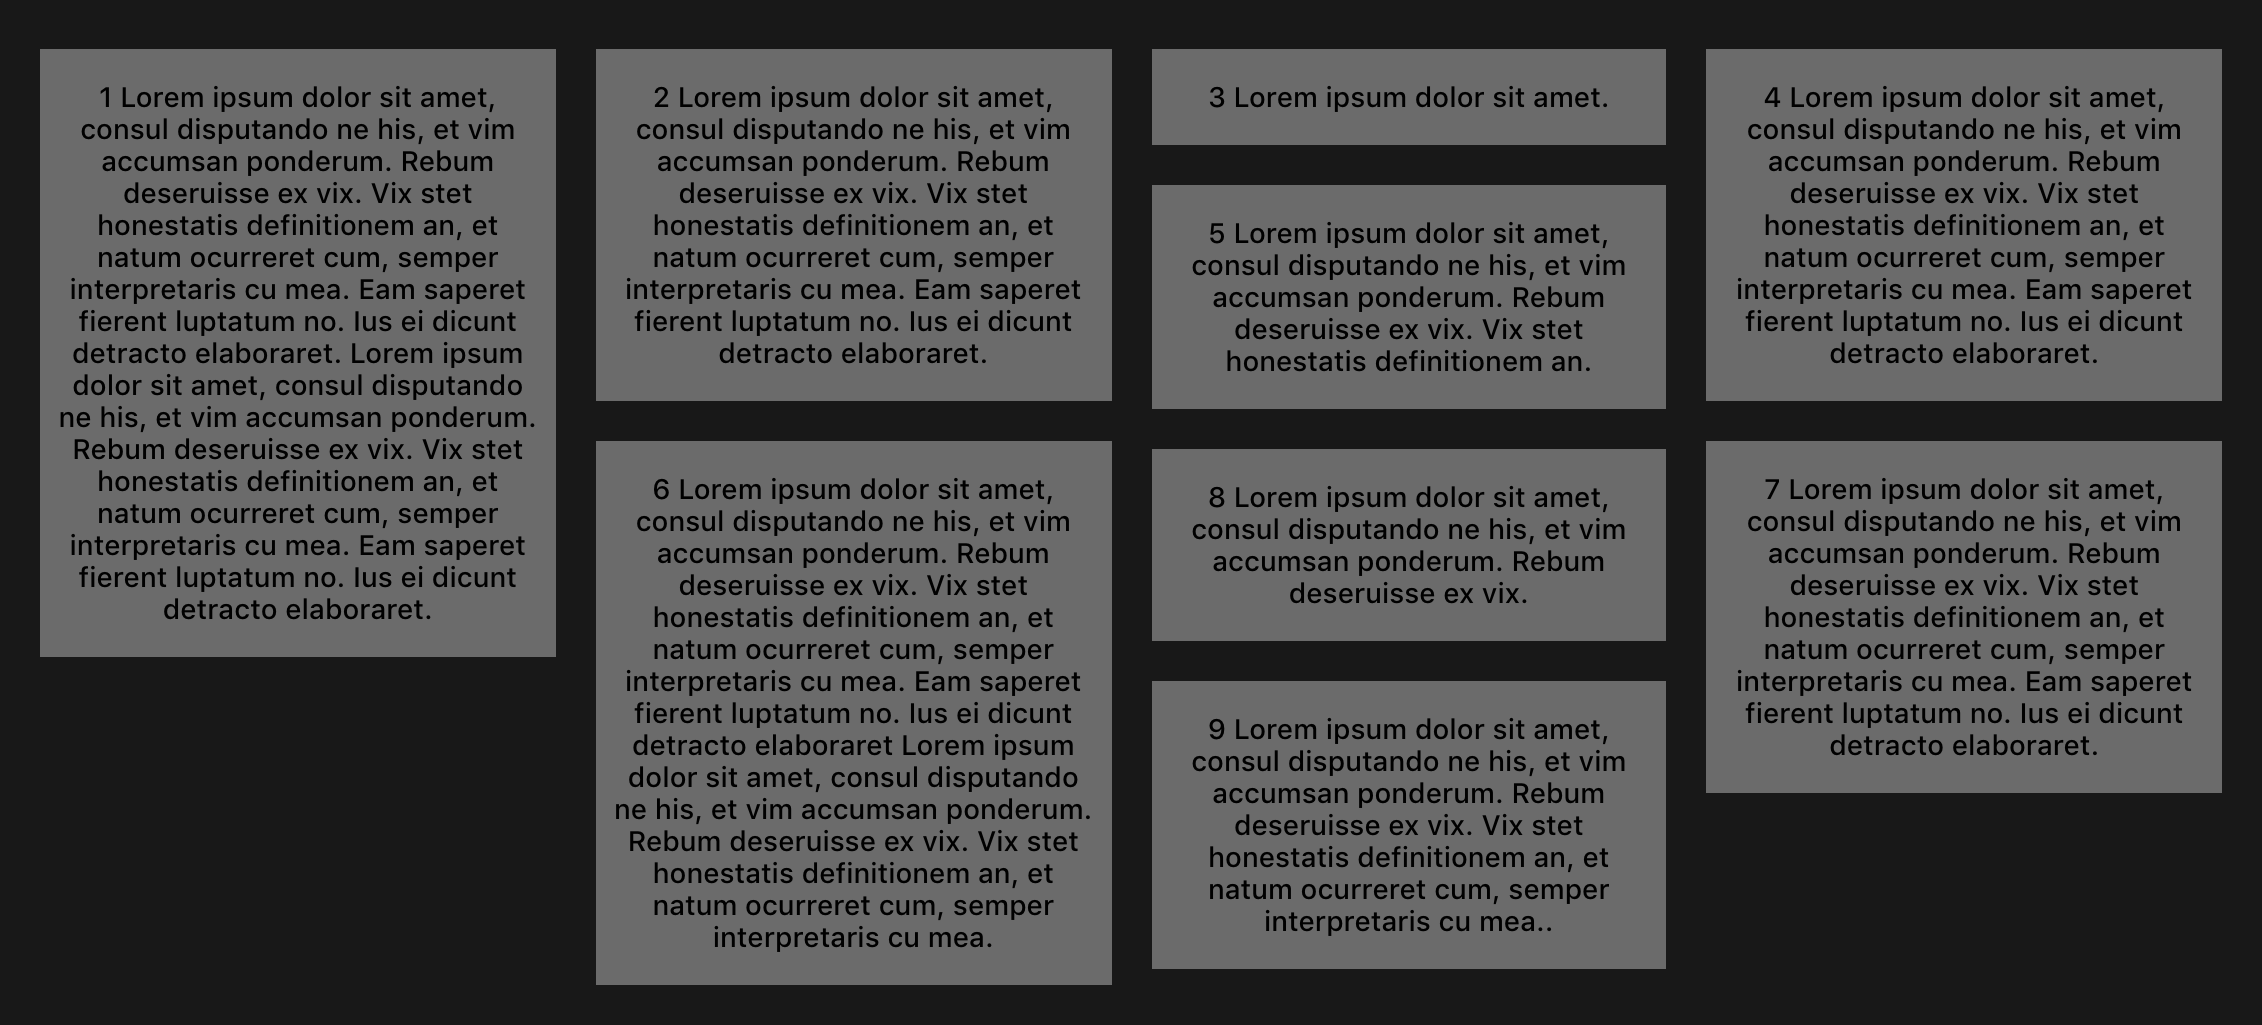 1 Lorem ipsum dolor sit amet,
consul disputando ne his, et vim
accumsan ponderum. Rebum
deseruisse ex vix. Vix stet
honestatis definitionem an, et
natum ocurreret cum, semper
interpretaris cu mea. Eam saperet
fierent luptatum no. Ius ei dicunt
detracto elaboraret. Lorem ipsum
dolor sit amet, consul disputando
ne his, et vim accumsan ponderum.
Rebum deseruisse ex vix. Vix stet
honestatis definitionem an, et
natum ocurreret cum, semper
interpretaris cu mea. Eam saperet
fierent luptatum no. Ius ei dicunt
detracto elaboraret.
2 Lorem ipsum dolor sit amet,
consul disputando ne his, et vim
accumsan ponderum. Rebum
deseruisse ex vix. Vix stet
honestatis definitionem an, et
natum ocurreret cum, semper
interpretaris cu mea. Eam saperet
fierent luptatum no. Ius ei dicunt
detracto elaboraret.
3 Lorem ipsum dolor sit amet.
4 Lorem ipsum dolor sit amet,
consul disputando ne his, et vim
accumsan ponderum. Rebum
deseruisse ex vix. Vix stet
honestatis definitionem an, et
natum ocurreret cum, semper
interpretaris cu mea. Eam saperet
fierent luptatum no. Ius ei dicunt
detracto elaboraret.
5 Lorem ipsum dolor sit amet,
consul disputando ne his, et vim
accumsan ponderum. Rebum
deseruisse ex vix. Vix stet
honestatis definitionem an.
6 Lorem ipsum dolor sit amet,
consul disputando ne his, et vim
accumsan ponderum. Rebum
deseruisse ex vix. Vix stet
honestatis definitionem an, et
natum ocurreret cum, semper
interpretaris cu mea. Eam saperet
fierent luptatum no. Ius ei dicunt
detracto elaboraret Lorem ipsum
dolor sit amet, consul disputando
ne his, et vim accumsan ponderum.
Rebum deseruisse ex vix. Vix stet
honestatis definitionem an, et
natum ocurreret cum, semper
interpretaris cu mea.
7 Lorem ipsum dolor sit amet,
consul disputando ne his, et vim
accumsan ponderum. Rebum
deseruisse ex vix. Vix stet
honestatis definitionem an, et
natum ocurreret cum, semper
interpretaris cu mea. Eam saperet
fierent luptatum no. Ius ei dicunt
detracto elaboraret.
8 Lorem ipsum dolor sit amet,
consul disputando ne his, et vim
accumsan ponderum. Rebum
deseruisse ex vix.
9 Lorem ipsum dolor sit amet,
consul disputando ne his, et vim
accumsan ponderum. Rebum
deseruisse ex vix. Vix stet
honestatis definitionem an, et
natum ocurreret cum, semper
interpretaris cu mea..